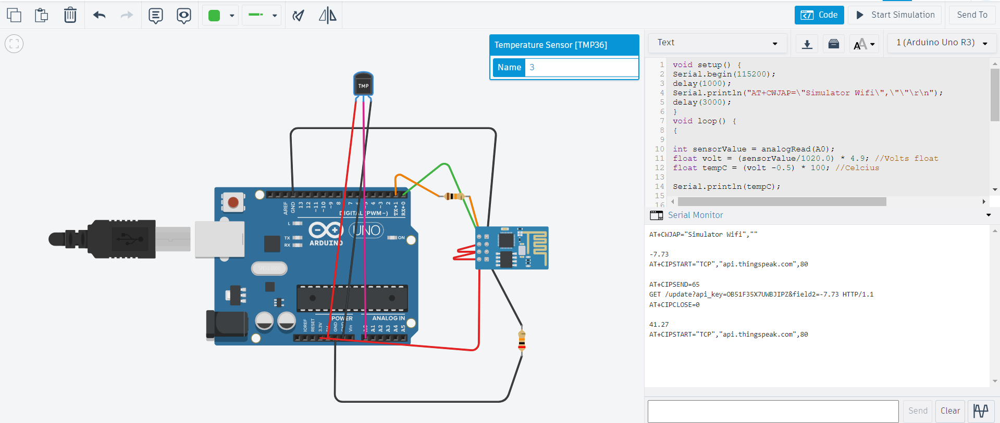 Code
Start Simulation
Send To
Temperature Sensor [TMP36]
Name 3
Text
1 (Arduino Uno R3)
1 void setup() {
2 Serial.begin(115200);
3 delay(1000);
4 Serial.println("AT+CWJAP=\"Simulator Wifi\",\"\"\r\n");
5 delay(3000);
6 }
7 void loop() {
8 {
9
10 int sensorValue = analogRead(A0);
11 float volt = (sensorValue/1020.0) * 4.9; //Volts float
12 float tempC = (volt -0.5) * 100; //Celcius
13
14 Serial.println(tempC);
15
16
Serial Monitor
AT+CWJAP="Simulator Wifi",""
-7.73
AT+CIPSTART="TCP","api.thingspeak.com",80
AT+CIPSEND=65
GET /update?api_key=OB51F35X7UWBJIPZ&field2=-7.73 HTTP/1.1
AT+CIPCLOSE=0
41.27
AT+CIPSTART="TCP","api.thingspeak.com",80
Send
Clear
TMP
AREF
GND
13
12
~11
~10
~9
8
7
4
~3
2
TX→1
RX←0
DIGITAL (PWM~)
L
TX
RX
ARDUINO
UNO
ON
POWER
ANALOG IN
IOREF
RESET
3.3V
GND
Vin
A1
A2
A3
A4
A5